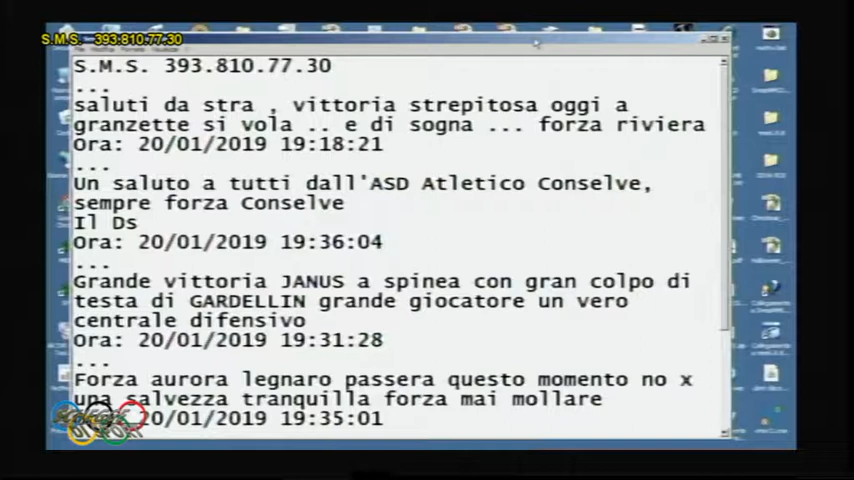 S.M.S. 393.810.77.30
S.M.S. 393.810.77.30
...
saluti da stra , vittoria strepitosa oggi a
granzette si vola .. e di sogna ... forza riviera
Ora: 20/01/2019 19:18:21
...
Un saluto a tutti dall'ASD Atletico Conselve,
sempre forza Conselve
Il Ds
Ora: 20/01/2019 19:36:04
...
Grande vittoria JANUS a spinea con gran colpo di
testa di GARDELLIN grande giocatore un vero
centrale difensivo
Ora: 20/01/2019 19:31:28
...
Forza aurora legnaro passera questo momento no x
una salvezza tranquilla forza mai mollare
20/01/2019 19:35:01